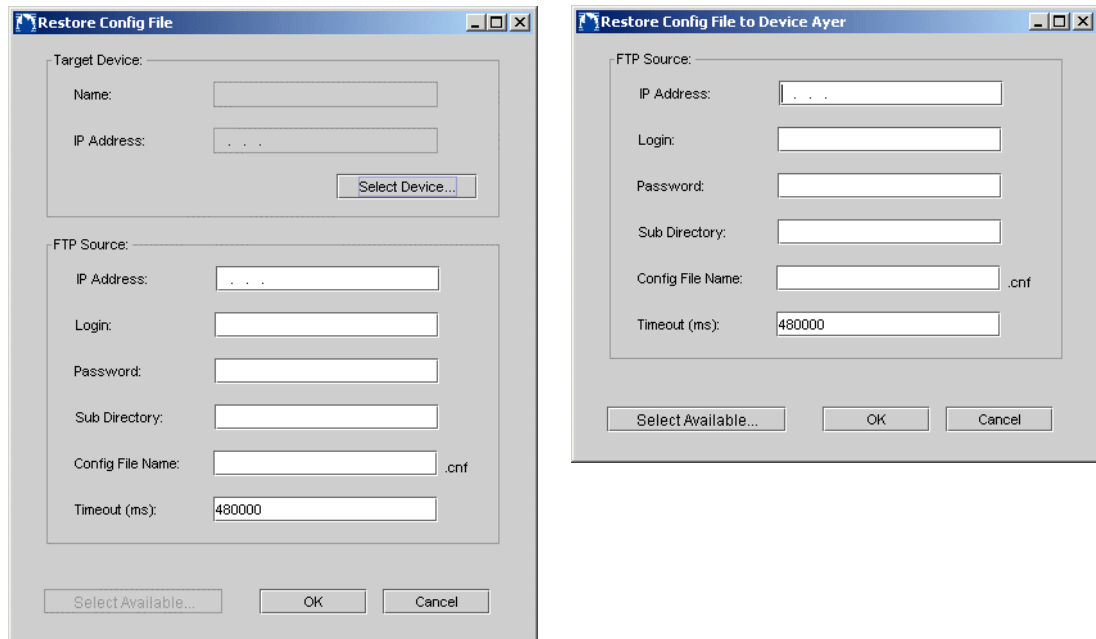 Restore Config File
Target Device:
Name:
IP Address: . . .
Select Device...
FTP Source:
IP Address: . . .
Login:
Password:
Sub Directory:
Config File Name: .cnf
Timeout (ms): 480000
Select Available...
OK
Cancel
Restore Config File to Device Ayer
FTP Source:
IP Address: . . .
Login:
Password:
Sub Directory:
Config File Name: .cnf
Timeout (ms): 480000
Select Available...
OK
Cancel